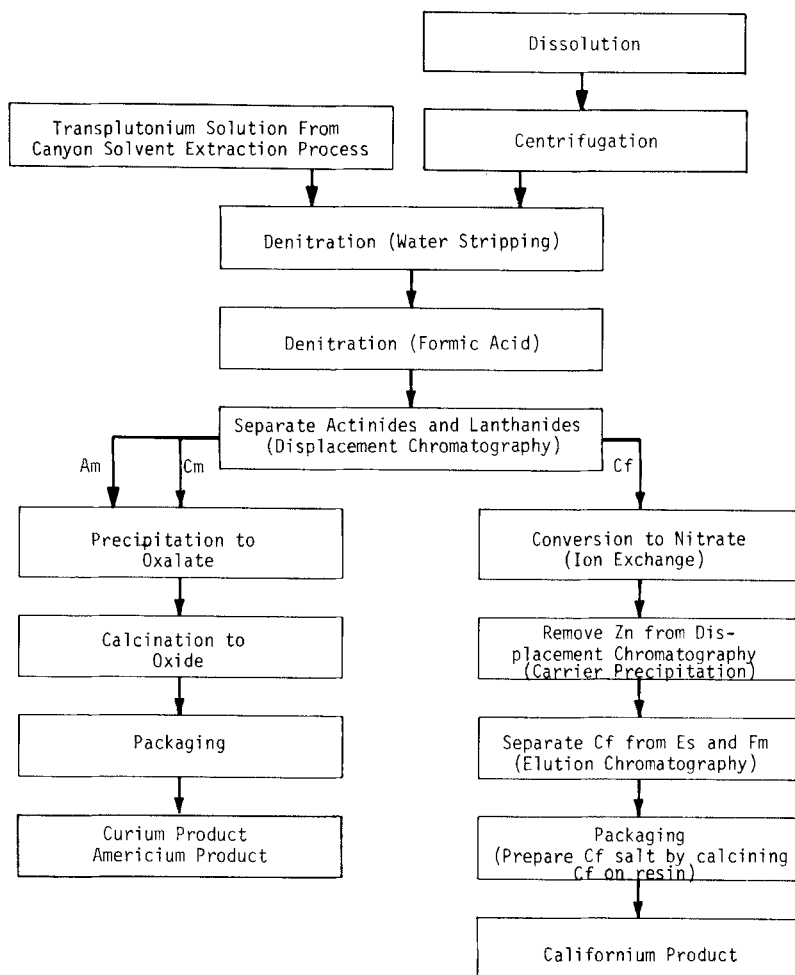 Dissolution
Transplutonium Solution From
Canyon Solvent Extraction Process
Centrifugation
Denitration (Water Stripping)
Denitration (Formic Acid)
Separate Actinides and Lanthanides
(Displacement Chromatography)
Am
Cm
Cf
Precipitation to
Oxalate
Calcination to
Oxide
Packaging
Curium Product
Americium Product
Conversion to Nitrate
(Ion Exchange)
Remove Zn from Dis-
placement Chromatography
(Carrier Precipitation)
Separate Cf from Es and Fm
(Elution Chromatography)
Packaging
(Prepare Cf salt by calcining
Cf on resin)
Californium Product